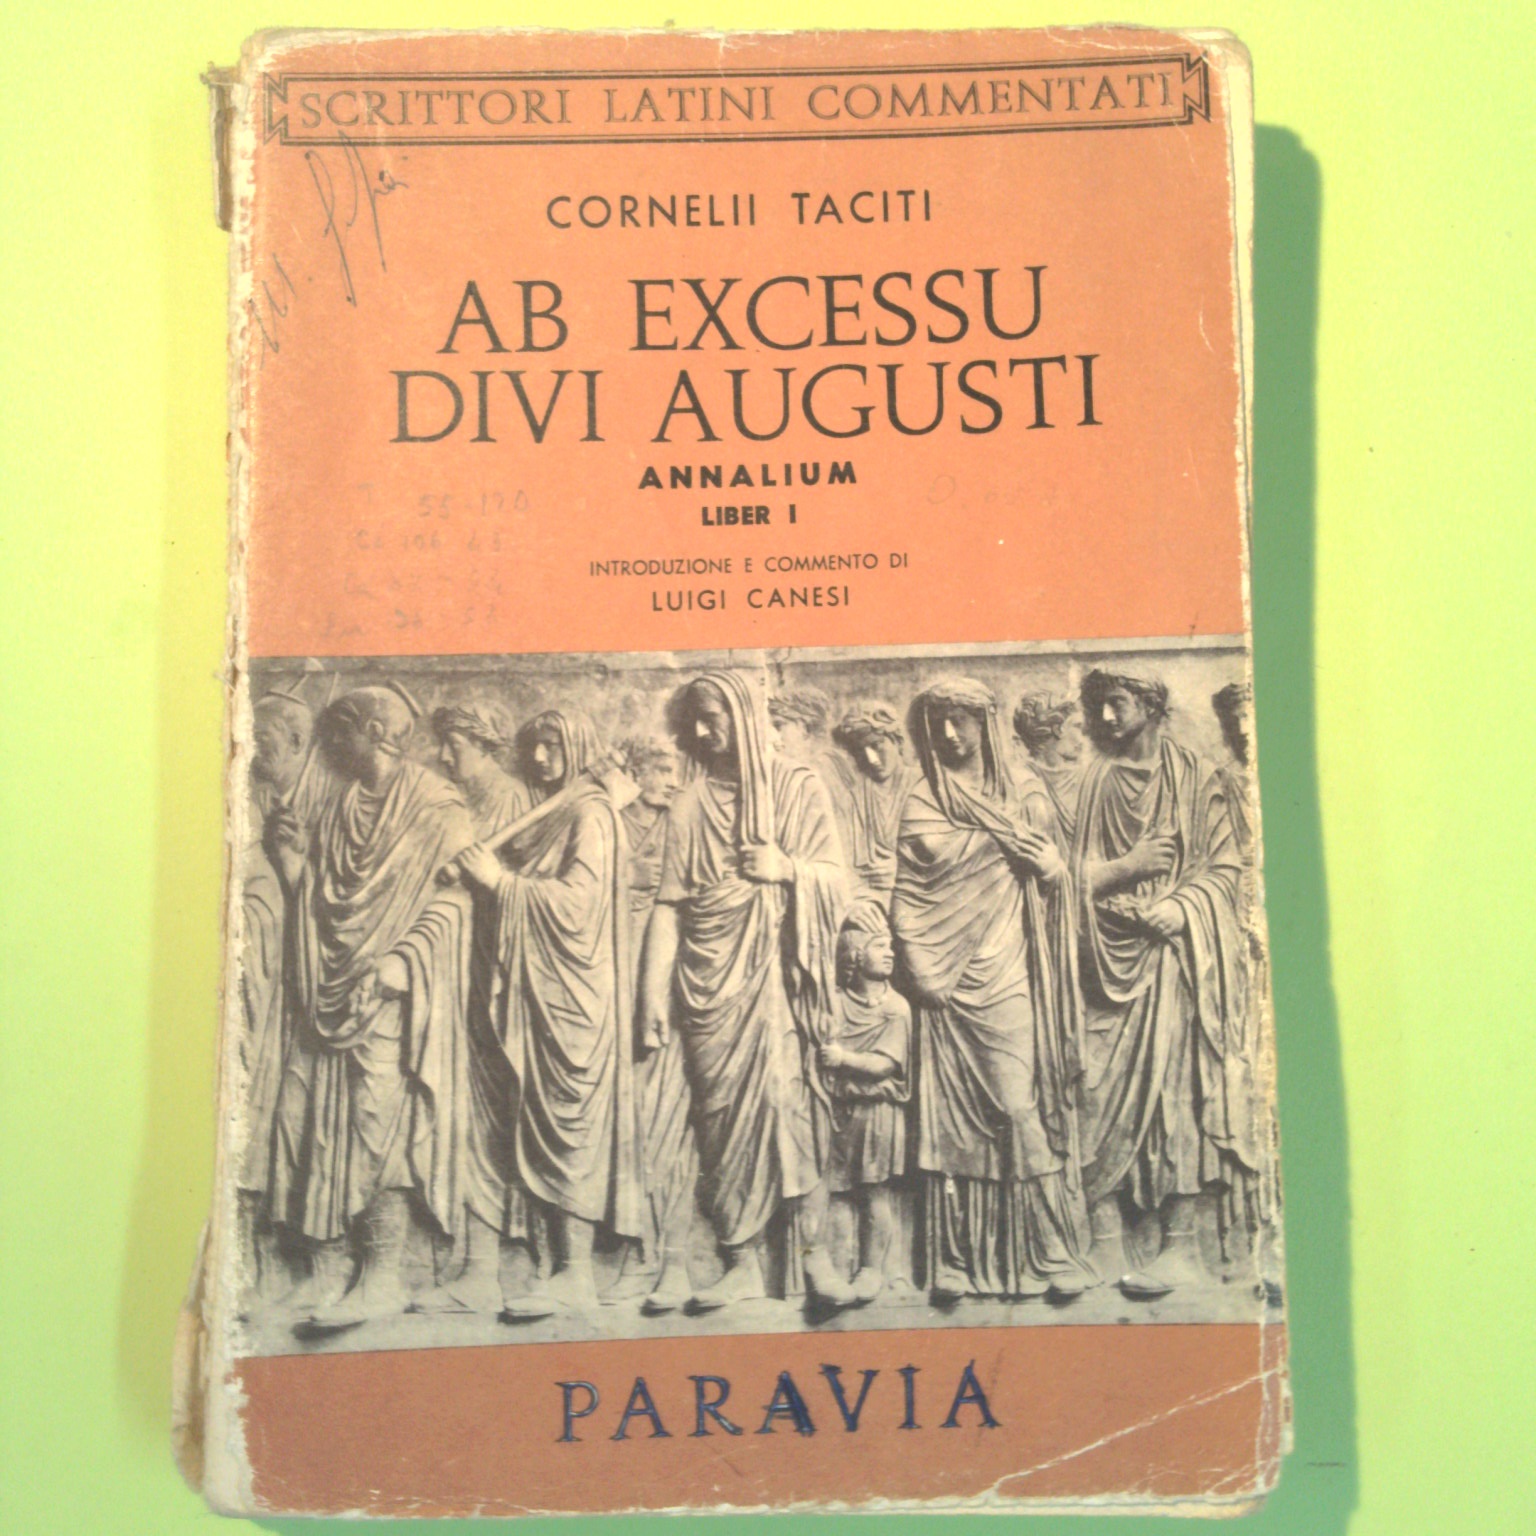 SCRITTORI LATINI COMMENTATI
CORNELII TACITI
AB EXCESSU
DIVI AUGUSTI
ANNALIUM
LIBER I
INTRODUZIONE E COMMENTO DI
LUIGI CANESI
PARAVIA